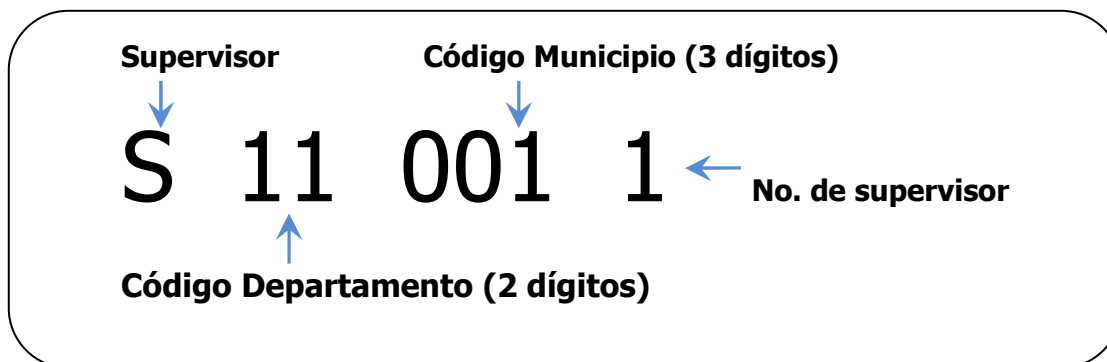 Supervisor Código Municipio (3 dígitos)
S 11 001 1
No. de supervisor
Código Departamento (2 dígitos)